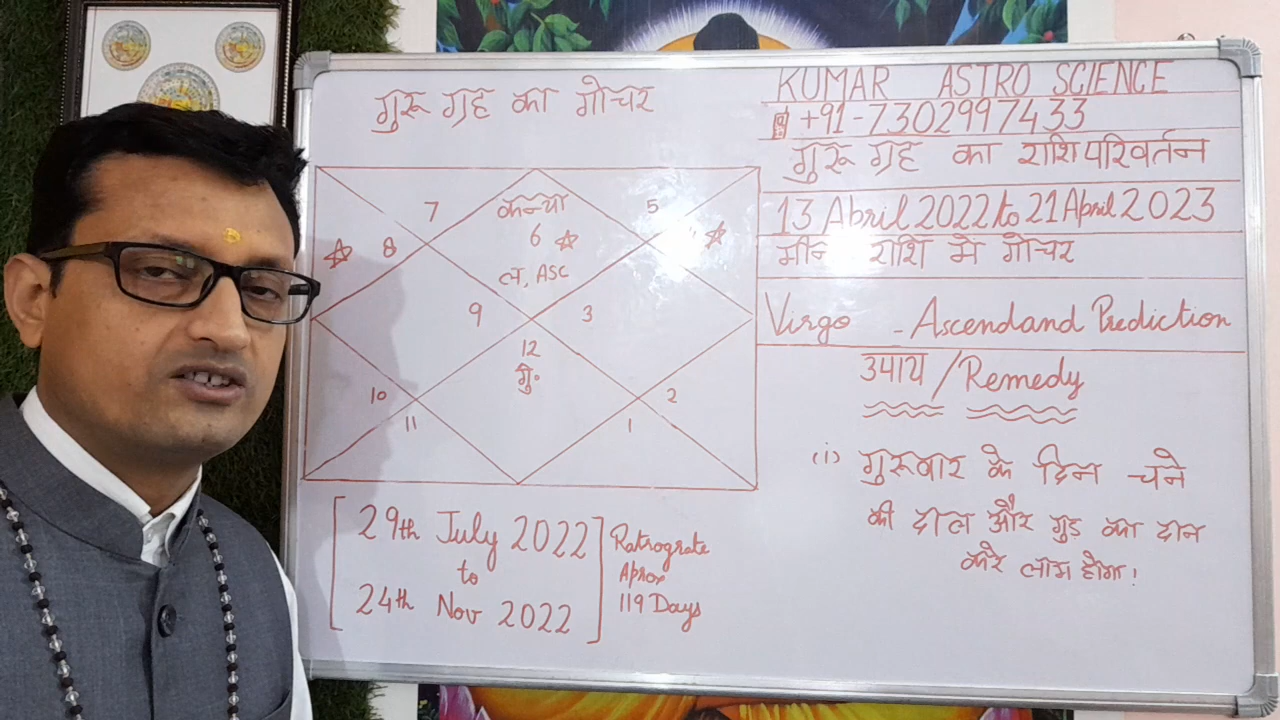 गुरू ग्रह का गोचर
7
कन्या
5
8
6
ल, ASC
9
3
12
गु॰
10
2
11
1
29th July 2022
to
24th Nov 2022
Ratrograte
Aprox
119 Days
KUMAR ASTRO SCIENCE
+91-7302997433
गुरू ग्रह का राशि परिवर्तन
13 Abril 2022 to 21 April 2023
मीन राशि मे गोचर
Virgo - Ascendand Prediction
उपाय / Remedy
(i) गुरूवार के दिन चने
की दाल और गुड का दान
करे लाभ होगा!